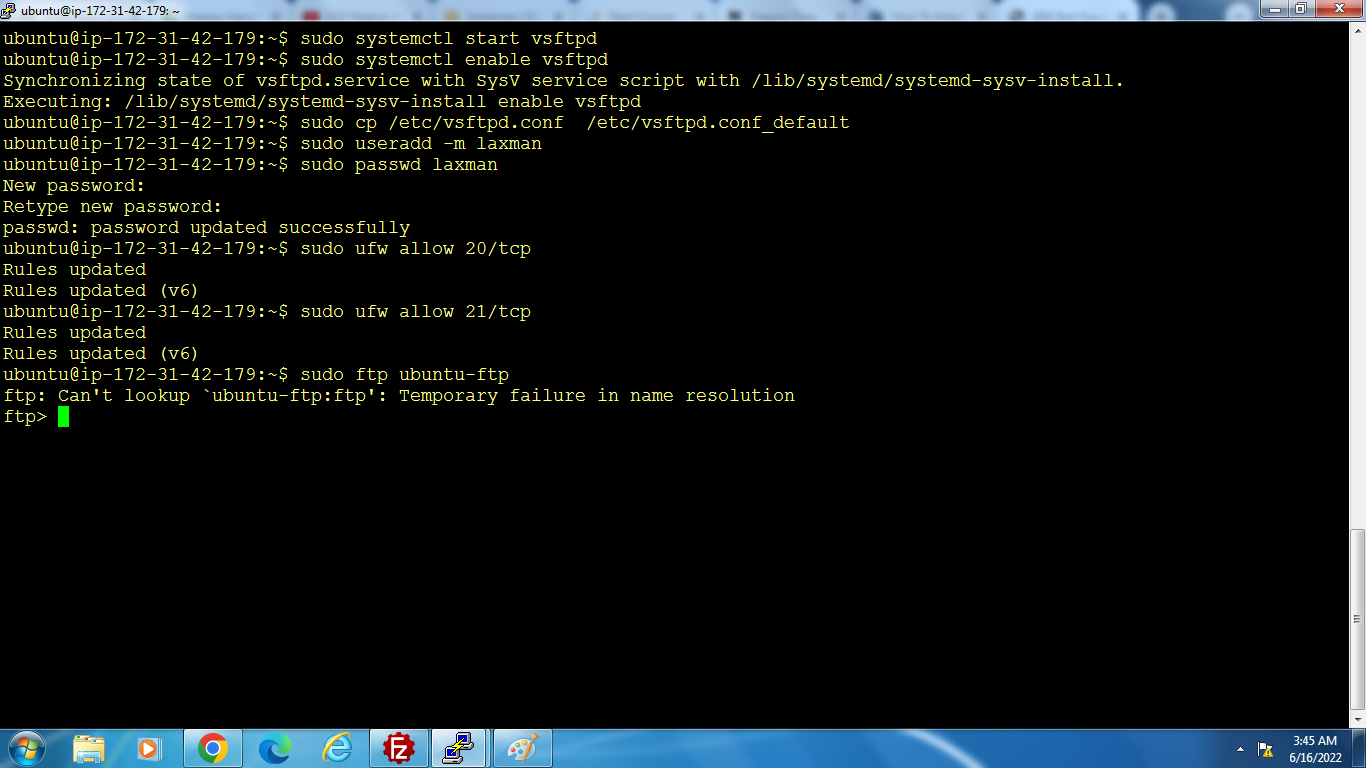 ubuntu@ip-172-31-42-179: ~
ubuntu@ip-172-31-42-179:~$ sudo systemctl start vsftpd
ubuntu@ip-172-31-42-179:~$ sudo systemctl enable vsftpd
Synchronizing state of vsftpd.service with SysV service script with /lib/systemd/systemd-sysv-install.
Executing: /lib/systemd/systemd-sysv-install enable vsftpd
ubuntu@ip-172-31-42-179:~$ sudo cp /etc/vsftpd.conf  /etc/vsftpd.conf_default
ubuntu@ip-172-31-42-179:~$ sudo useradd -m laxman
ubuntu@ip-172-31-42-179:~$ sudo passwd laxman
New password:
Retype new password:
passwd: password updated successfully
ubuntu@ip-172-31-42-179:~$ sudo ufw allow 20/tcp
Rules updated
Rules updated (v6)
ubuntu@ip-172-31-42-179:~$ sudo ufw allow 21/tcp
Rules updated
Rules updated (v6)
ubuntu@ip-172-31-42-179:~$ sudo ftp ubuntu-ftp
ftp: Can't lookup `ubuntu-ftp:ftp': Temporary failure in name resolution
ftp>
Fz
3:45 AM
6/16/2022